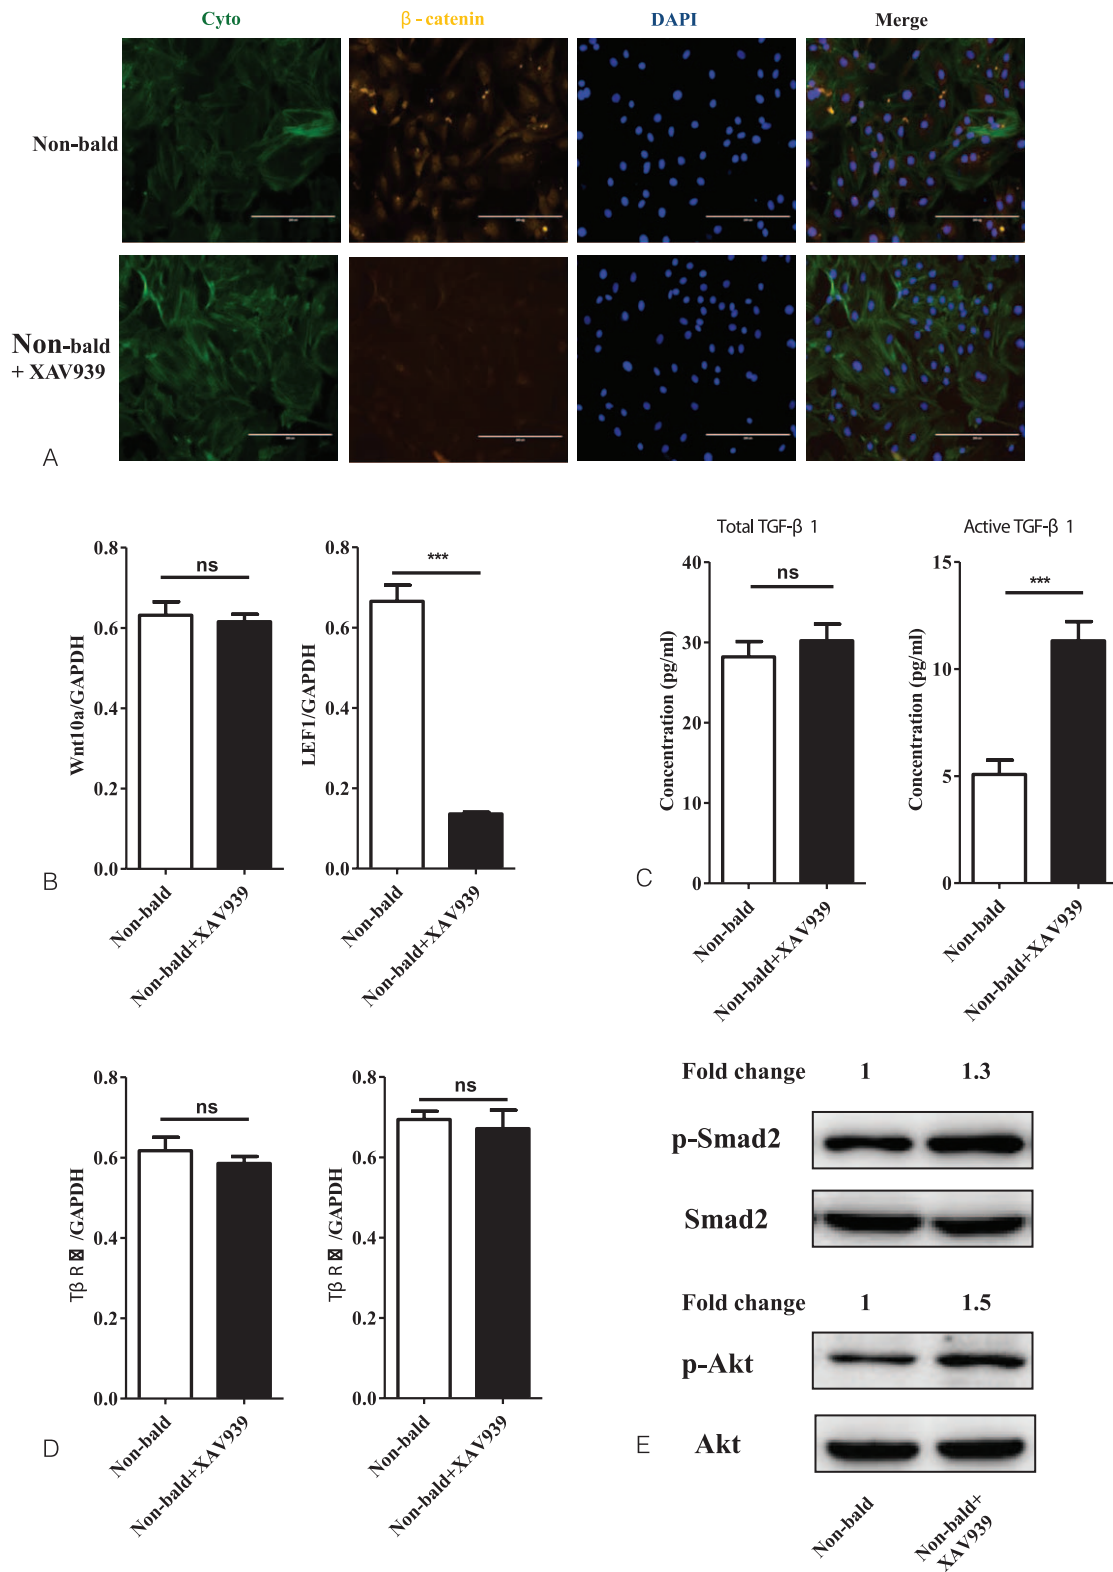 Cyto
β-catenin
DAPI
Merge
Non-bald
Non-bald
+ XAV939
A
0.8
0.6
0.4
0.2
0.0
Wnt10a/GAPDH
ns
Non-bald
Non-bald+XAV939
0.8
0.6
0.4
0.2
0.0
LEF1/GAPDH
***
Non-bald
Non-bald+XAV939
B
Total TGF-β 1
40
30
20
10
0
Concentration (pg/ml)
ns
Non-bald
Non-bald+XAV939
Active TGF-β 1
15
10
5
0
Concentration (pg/ml)
***
Non-bald
Non-bald+XAV939
C
0.8
0.6
0.4
0.2
0.0
Tβ R /GAPDH
ns
Non-bald
Non-bald+XAV939
0.8
0.6
0.4
0.2
0.0
Tβ R /GAPDH
ns
Non-bald
Non-bald+XAV939
D
Fold change 1 1.3
p-Smad2
Smad2
Fold change 1 1.5
p-Akt
Akt
E
Non-bald
Non-bald+
XAV939